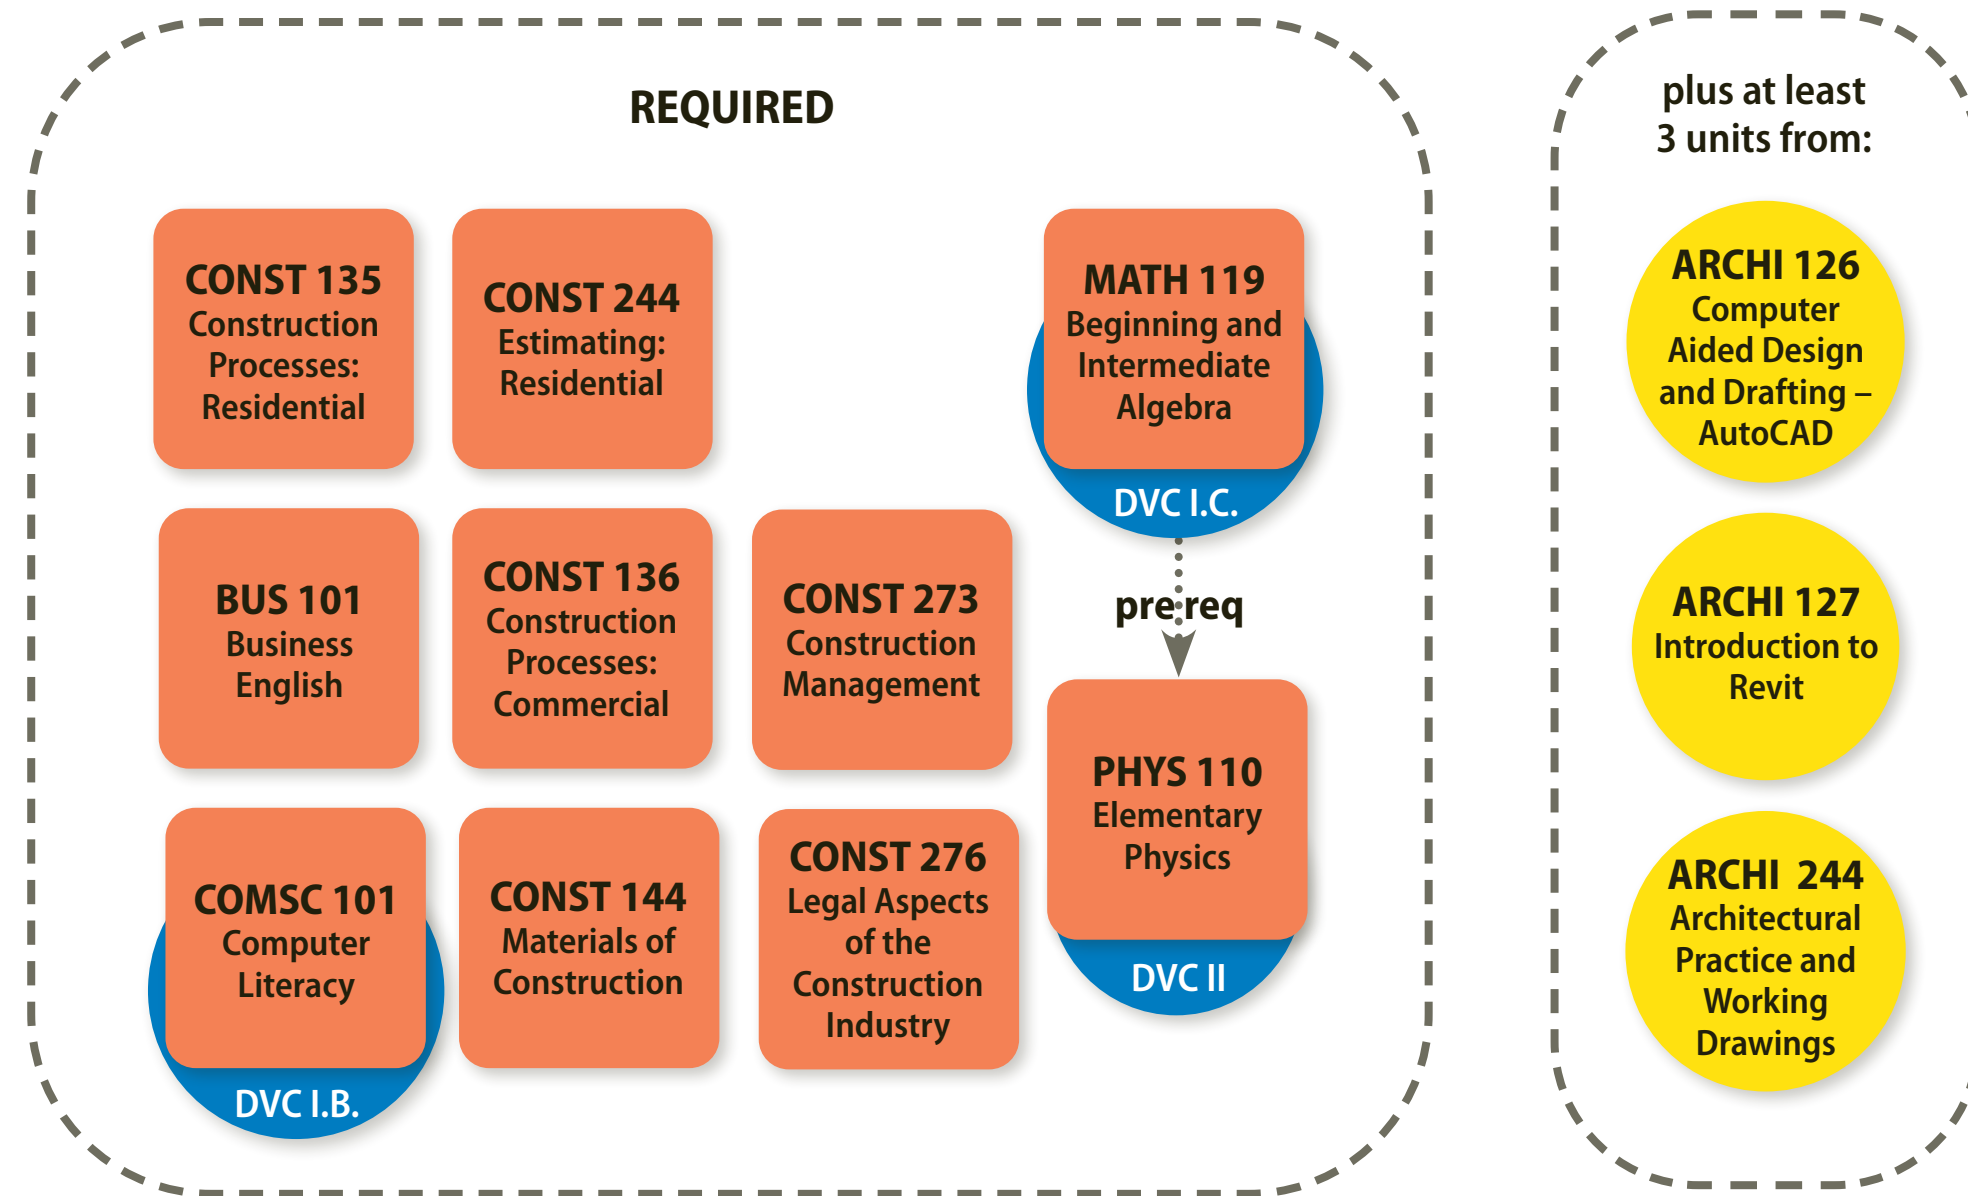 REQUIRED
CONST 135
Construction
Processes:
Residential
CONST 244
Estimating:
Residential
MATH 119
Beginning and
Intermediate
Algebra
DVC I.C.
BUS 101
Business
English
CONST 136
Construction
Processes:
Commercial
CONST 273
Construction
Management
pre req
PHYS 110
Elementary
Physics
DVC II
COMSC 101
Computer
Literacy
DVC I.B.
CONST 144
Materials of
Construction
CONST 276
Legal Aspects
of the
Construction
Industry
plus at least
3 units from:
ARCHI 126
Computer
Aided Design
and Drafting –
AutoCAD
ARCHI 127
Introduction to
Revit
ARCHI 244
Architectural
Practice and
Working
Drawings